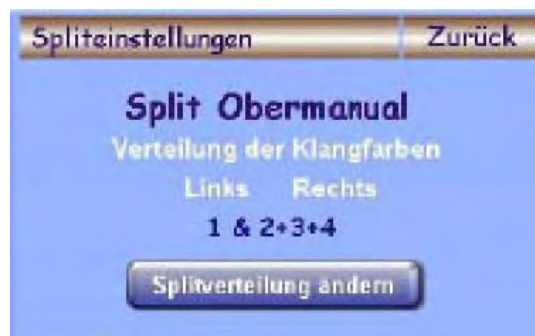 Spliteinstellungen Zurück
Split Obermanual
Verteilung der Klangfarben
Links Rechts
1 & 2+3+4
Splitverteilung ändern